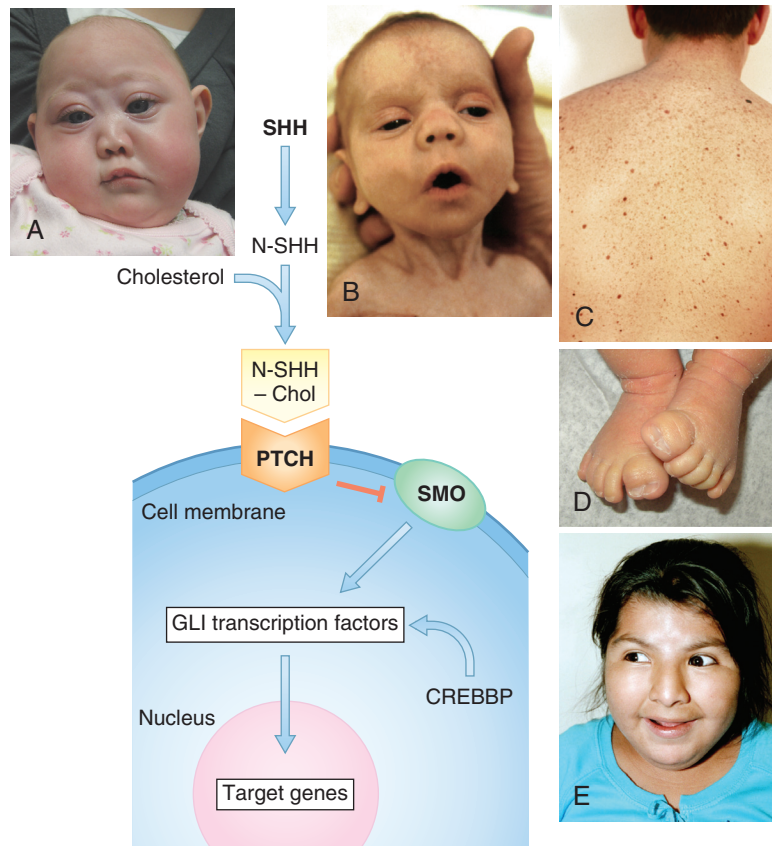 A
SHH
N-SHH
Cholesterol
B
C
N-SHH
– Chol
PTCH
SMO
Cell membrane
D
GLI transcription factors
CREBBP
Nucleus
Target genes
E